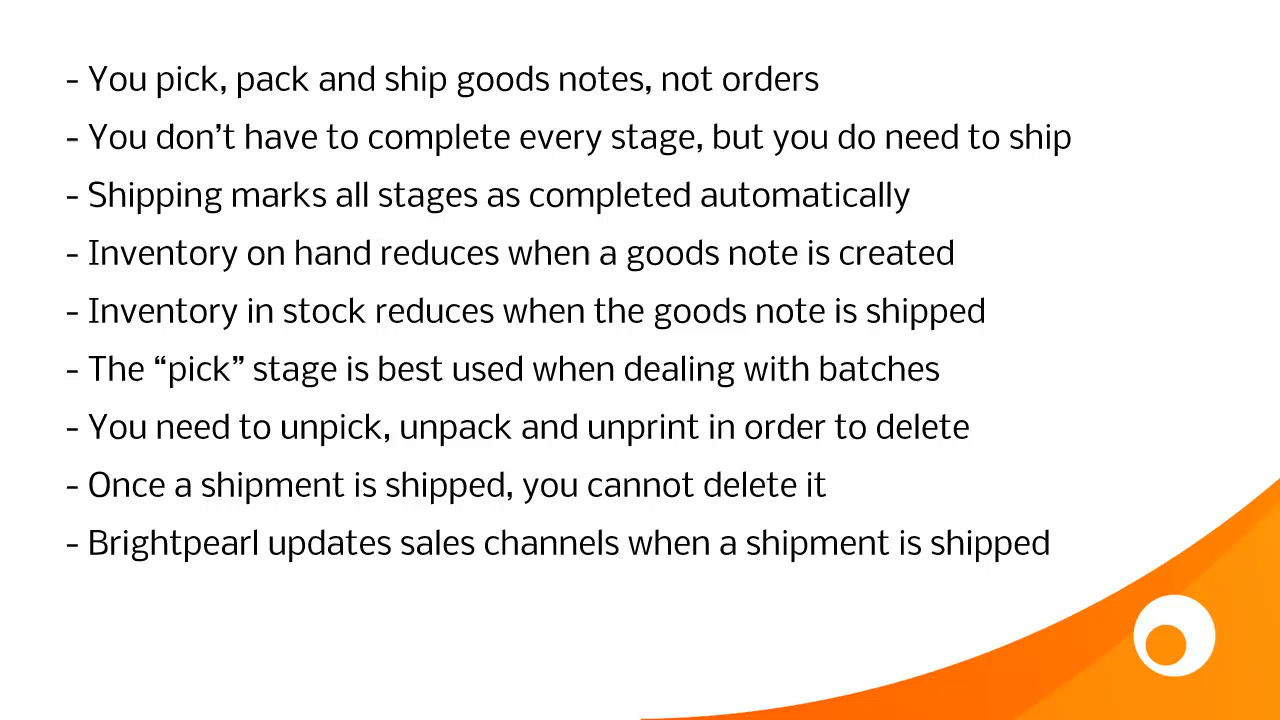 - You pick, pack and ship goods notes, not orders
- You don’t have to complete every stage, but you do need to ship
- Shipping marks all stages as completed automatically
- Inventory on hand reduces when a goods note is created
- Inventory in stock reduces when the goods note is shipped
- The “pick” stage is best used when dealing with batches
- You need to unpick, unpack and unprint in order to delete
- Once a shipment is shipped, you cannot delete it
- Brightpearl updates sales channels when a shipment is shipped